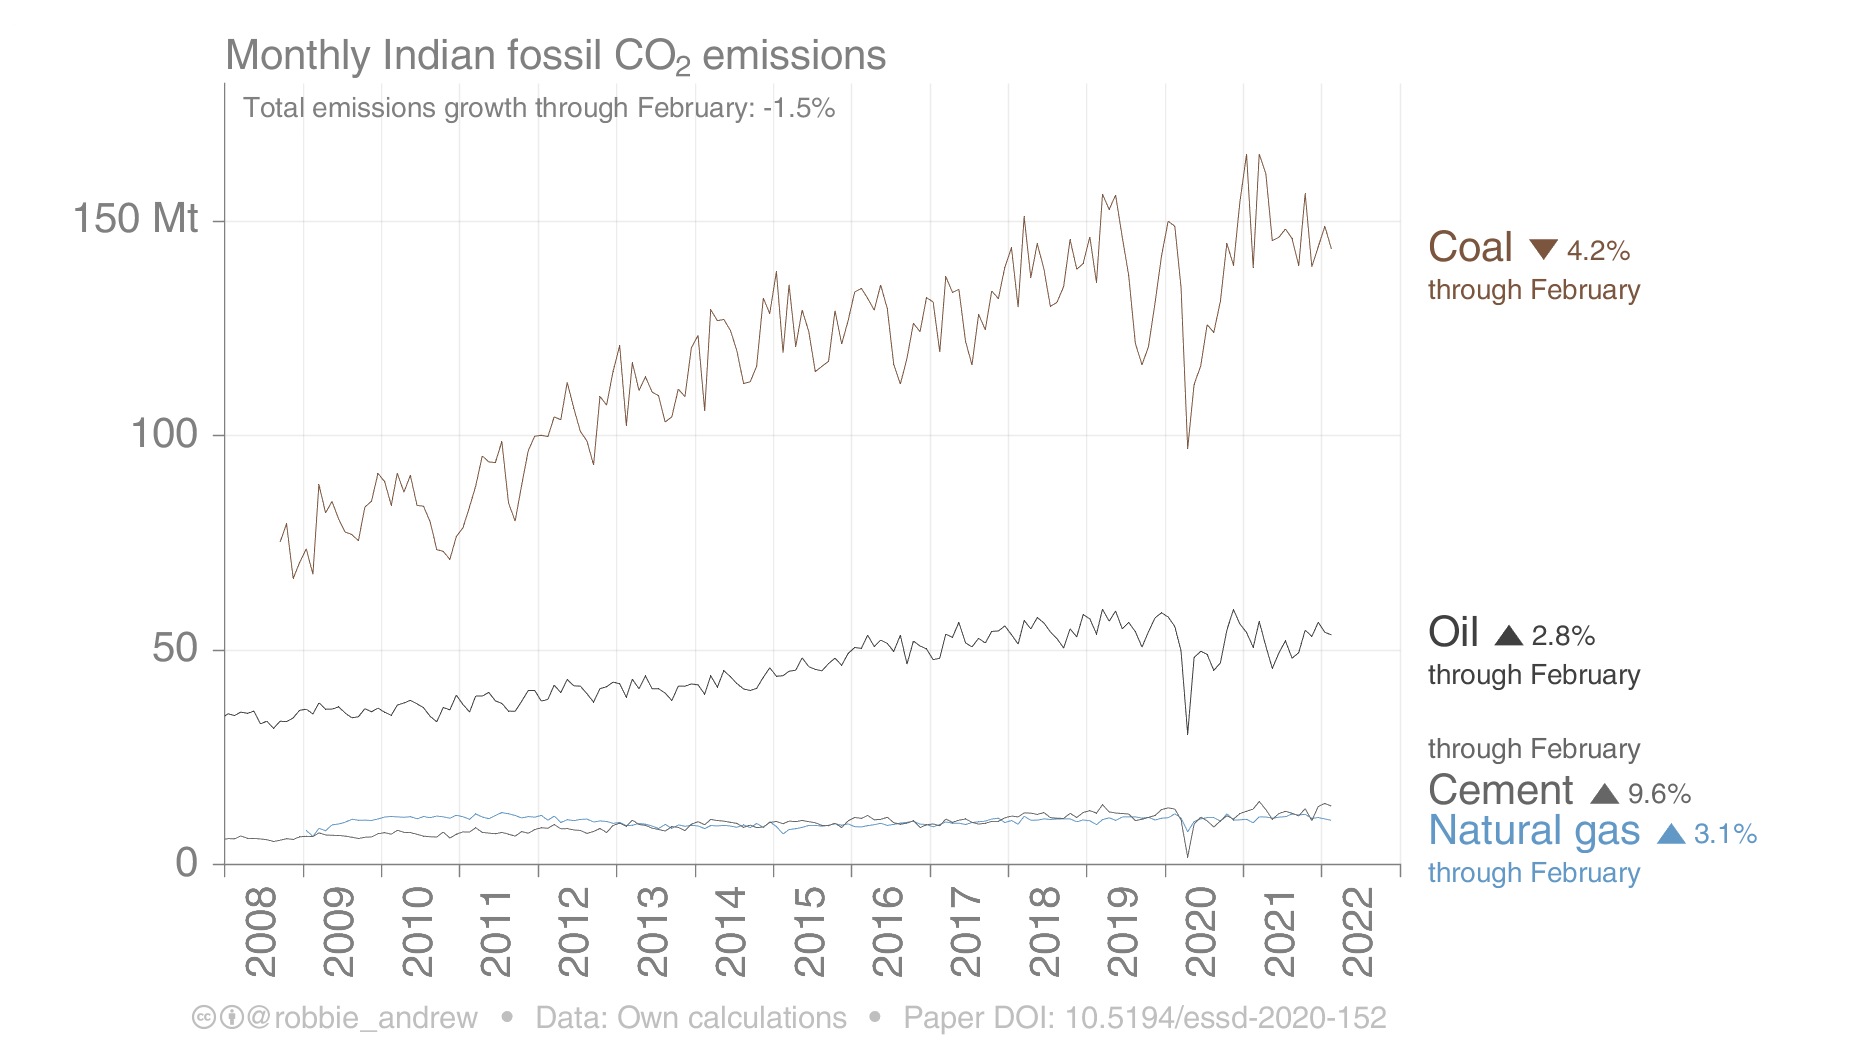 Monthly Indian fossil CO₂ emissions
Total emissions growth through February: -1.5%
150 Mt
100
50
0
Coal ▼ 4.2%
through February
Oil ▲ 2.8%
through February
through February
Cement ▲ 9.6%
Natural gas ▲ 3.1%
through February
2008 2009 2010 2011 2012 2013 2014 2015 2016 2017 2018 2019 2020 2021 2022
@robbie_andrew • Data: Own calculations • Paper DOI: 10.5194/essd-2020-152